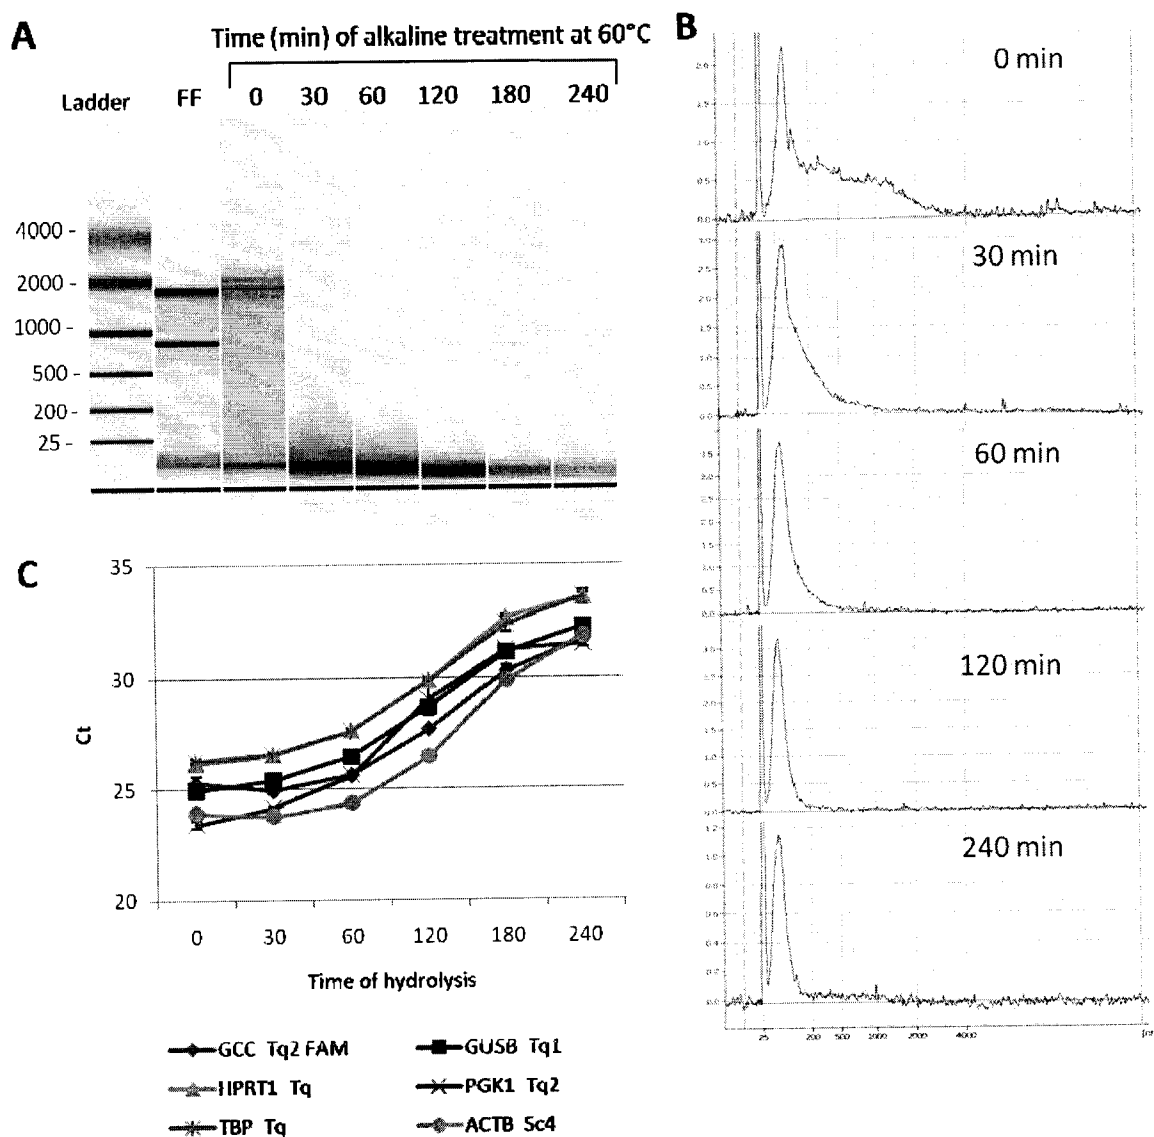 A
Time (min) of alkaline treatment at 60°C
Ladder FF 0 30 60 120 180 240
4000 -
2000 -
1000 -
500 -
200 -
25 -
B
0 min
30 min
60 min
120 min
240 min
25 200 500 1000 2000 4000
C
35
30
25
20
Ct
0 30 60 120 180 240
Time of hydrolysis
GCC Tq2 FAM
GUSB Tq1
HPRT1 Tq
PGK1 Tq2
TBP Tq
ACTB Sc4